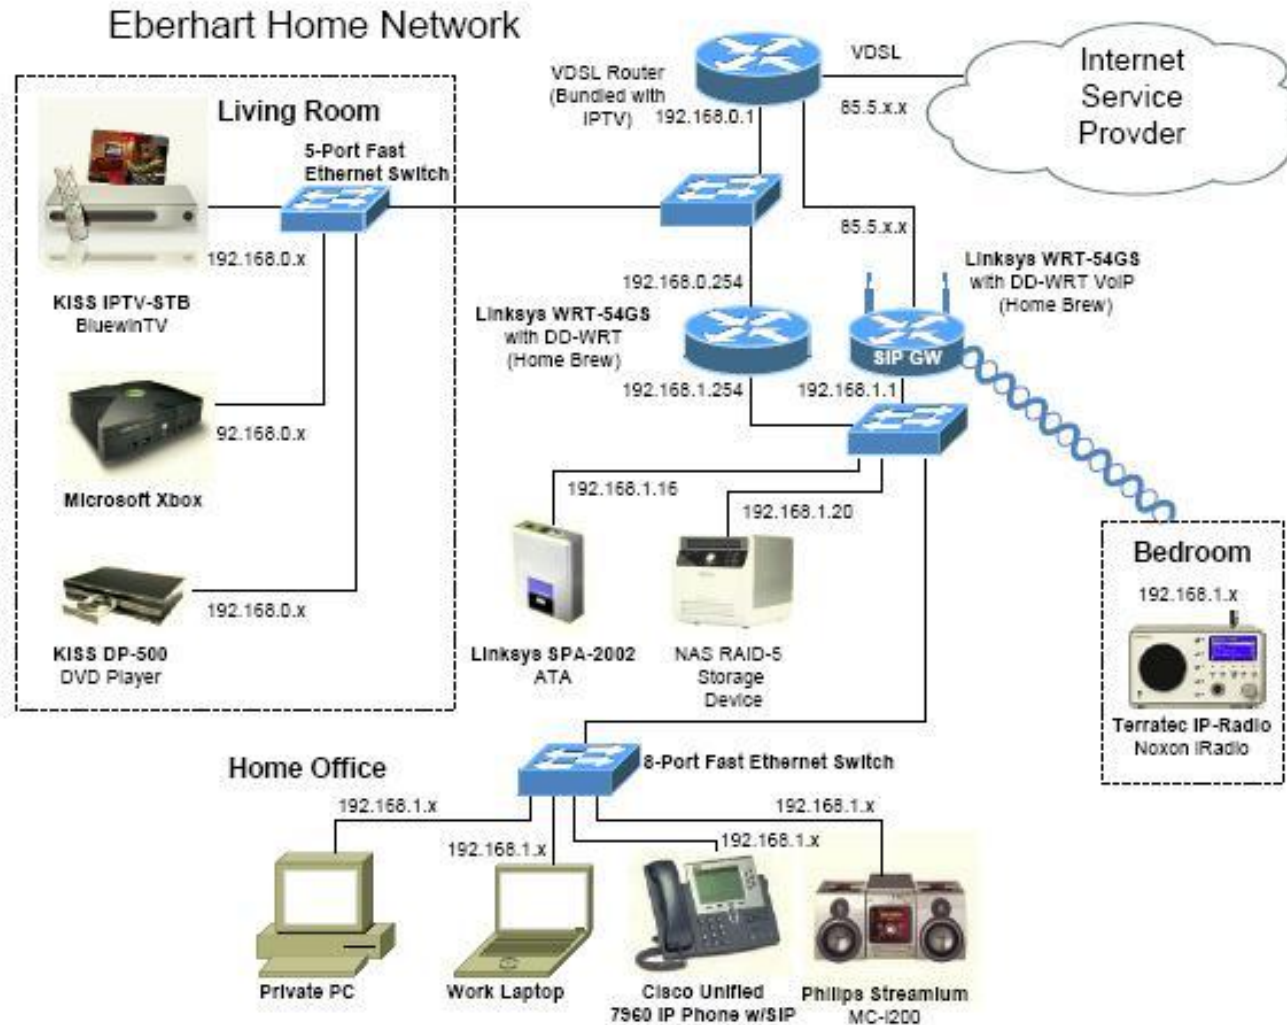 Eberhart Home Network
VDSL Router
(Bundled with
IPTV)
192.168.0.1
VDSL
85.5.x.x
Internet
Service
Provder
Living Room
5-Port Fast
Ethernet Switch
192.168.0.x
KISS IPTV-STB
BluewinTV
92.168.0.x
Microsoft Xbox
192.168.0.x
KISS DP-500
DVD Player
85.5.x.x
192.168.0.254
Linksys WRT-54GS
with DD-WRT
(Home Brew)
192.168.1.254
Linksys WRT-54GS
with DD-WRT VoIP
(Home Brew)
SIP GW
192.168.1.1
192.168.1.16
192.168.1.20
Linksys SPA-2002
ATA
NAS RAID-5
Storage
Device
Bedroom
192.168.1.x
Terratec IP-Radio
Noxon iRadio
Home Office
8-Port Fast Ethernet Switch
192.168.1.x
192.168.1.x
192.168.1.x
192.168.1.x
Private PC
Work Laptop
Cisco Unified
7960 IP Phone w/SIP
Philips Streamium
MC-i200